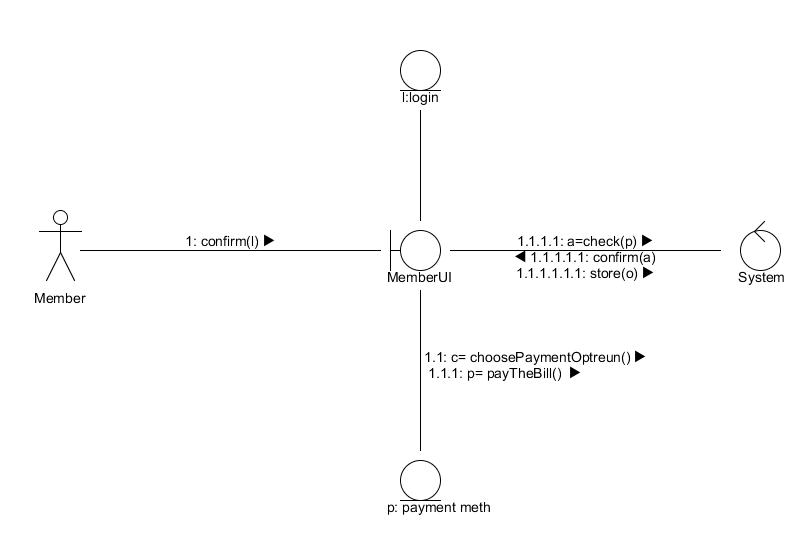 l:login
1: confirm(l) ▶
1.1.1.1: a=check(p) ▶
◀ 1.1.1.1.1: confirm(a)
1.1.1.1.1.1: store(o) ▶
Member
MemberUI
System
1.1: c= choosePaymentOptreun() ▶
1.1.1: p= payTheBill() ▶
p: payment meth